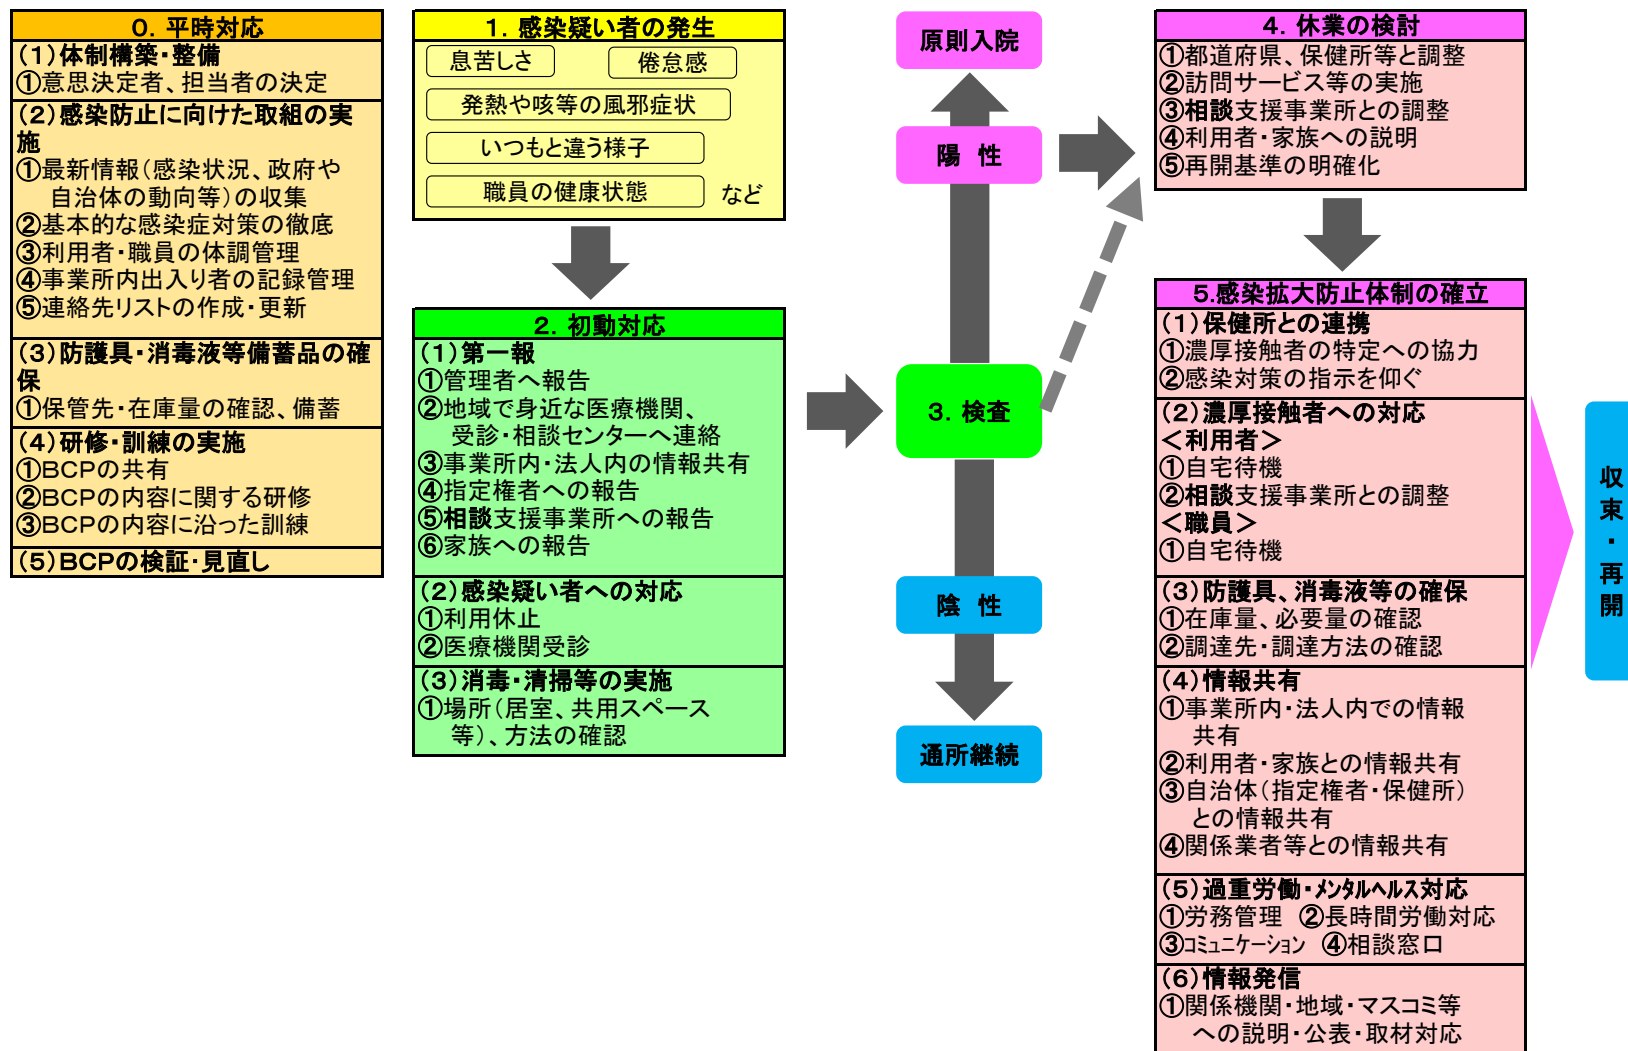 0．平時対応
（1）体制構築・整備
①意思決定者、担当者の決定
（2）感染防止に向けた取組の実
施
①最新情報（感染状況、政府や
自治体の動向等）の収集
②基本的な感染症対策の徹底
③利用者・職員の体調管理
④事業所内出入り者の記録管理
⑤連絡先リストの作成・更新
（3）防護具・消毒液等備蓄品の確
保
①保管先・在庫量の確認、備蓄
（4）研修・訓練の実施
①BCPの共有
②BCPの内容に関する研修
③BCPの内容に沿った訓練
（5）BCPの検証・見直し
1．感染疑い者の発生
息苦しさ
倦怠感
発熱や咳等の風邪症状
いつもと違う様子
職員の健康状態
など
2．初動対応
（1）第一報
①管理者へ報告
②地域で身近な医療機関、
受診・相談センターへ連絡
③事業所内・法人内の情報共有
④指定権者への報告
⑤相談支援事業所への報告
⑥家族への報告
（2）感染疑い者への対応
①利用休止
②医療機関受診
（3）消毒・清掃等の実施
①場所（居室、共用スペース
等）、方法の確認
原則入院
陽 性
3．検査
陰 性
通所継続
4．休業の検討
①都道府県、保健所等と調整
②訪問サービス等の実施
③相談支援事業所との調整
④利用者・家族への説明
⑤再開基準の明確化
5.感染拡大防止体制の確立
（1）保健所との連携
①濃厚接触者の特定への協力
②感染対策の指示を仰ぐ
（2）濃厚接触者への対応
＜利用者＞
①自宅待機
②相談支援事業所との調整
＜職員＞
①自宅待機
（3）防護具、消毒液等の確保
①在庫量、必要量の確認
②調達先・調達方法の確認
（4）情報共有
①事業所内・法人内での情報
共有
②利用者・家族との情報共有
③自治体（指定権者・保健所）
との情報共有
④関係業者等との情報共有
（5）過重労働・ﾒﾝﾀﾙﾍﾙｽ対応
①労務管理 ②長時間労働対応
③ｺﾐｭﾆｹｰｼｮﾝ ④相談窓口
（6）情報発信
①関係機関・地域・マスコミ等
への説明・公表・取材対応
収束・再開